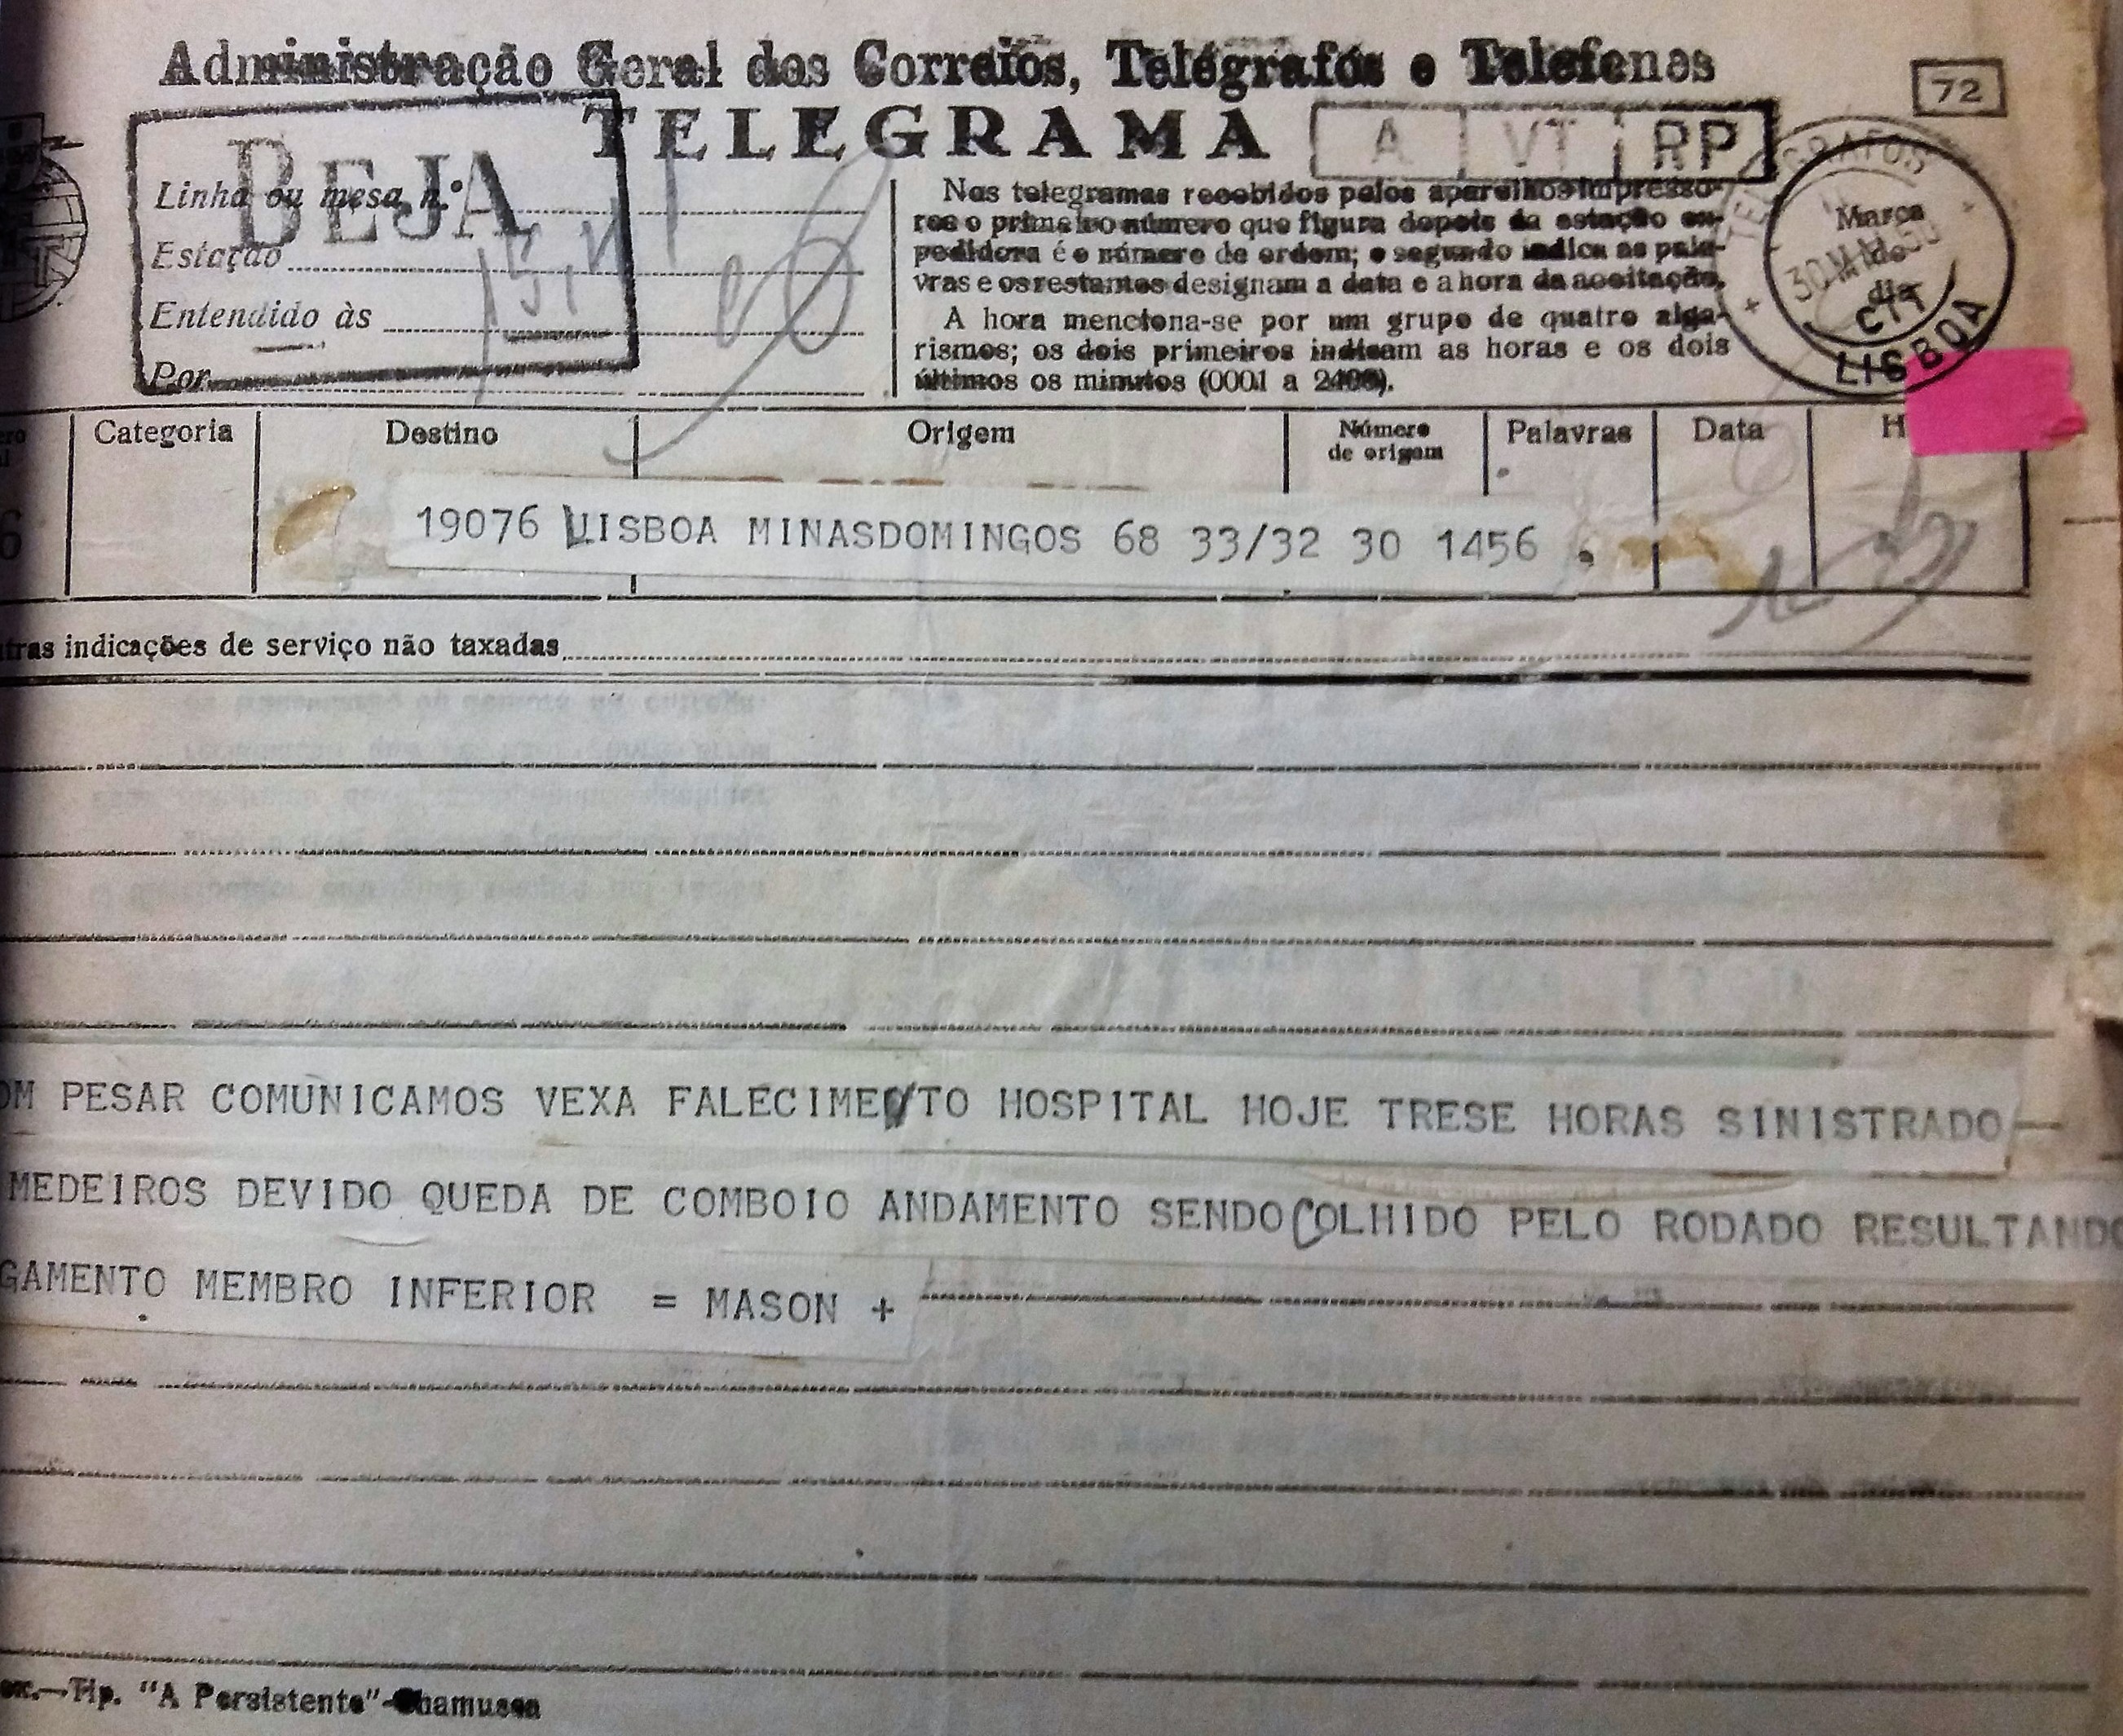 Administração Geral dos Correios, Telégrafos e Telefones
72
TELEGRAMA
A VT RP
BEJA
Linha ou mesa n.º
Estação
Entendido às
Por
Nos telegramas recebidos pelos aparelhos impresso-
res o primeiro número que figura depois da estação ex-
pedidora é o número de ordem; o segundo indica as pala-
vras e os restantes designam a data e a hora da aceitação.
A hora menciona-se por um grupo de quatro alga-
rismos; os dois primeiros indicam as horas e os dois
últimos os minutos (0001 a 2400).
TELEGRAFOS
Marca
do
dia
CTT
LISBOA
Categoria Destino Origem Número de origem Palavras Data H
19076 LISBOA MINASDOMINGOS 68 33/32 30 1456
tras indicações de serviço não taxadas
OM PESAR COMUNICAMOS VEXA FALECIMENTO HOSPITAL HOJE TRESE HORAS SINISTRADO
MEDEIROS DEVIDO QUEDA DE COMBOIO ANDAMENTO SENDO COLHIDO PELO RODADO RESULTANDO
GAMENTO MEMBRO INFERIOR = MASON +
Tip. "A Persistente"-Chamusca